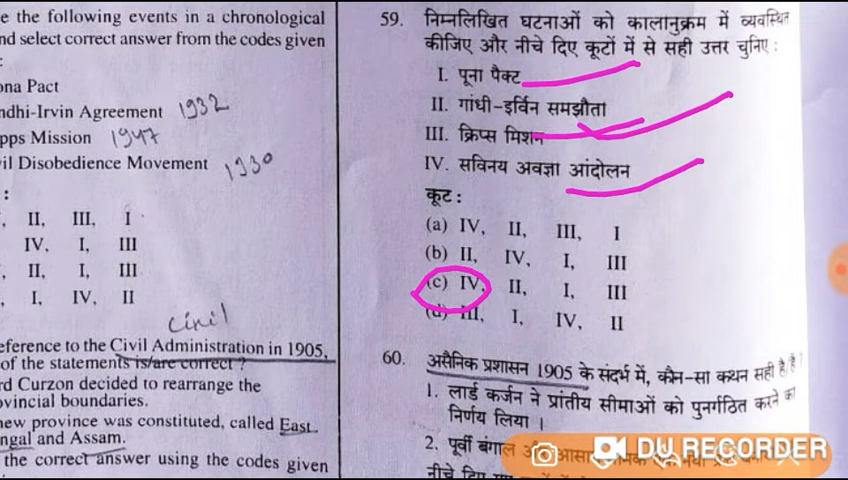 e the following events in a chronological
nd select correct answer from the codes given
:
ona Pact
ndhi-Irvin Agreement 1932
pps Mission 1947
il Disobedience Movement 1930
:
, II, III, I
IV, I, III
, II, I, III
, I, IV, II
civil
eference to the Civil Administration in 1905,
of the statements is/are correct ?
rd Curzon decided to rearrange the
ovincial boundaries.
new province was constituted, called East
ngal and Assam.
the correct answer using the codes given
59. निम्नलिखित घटनाओं को कालानुक्रम में व्यवस्थित
कीजिए और नीचे दिए कूटों में से सही उत्तर चुनिए :
I. पूना पैक्ट
II. गांधी-इर्विन समझौता
III. क्रिप्स मिशन
IV. सविनय अवज्ञा आंदोलन
कूट :
(a) IV, II, III, I
(b) II, IV, I, III
(c) IV, II, I, III
(d) III, I, IV, II
60. असैनिक प्रशासन 1905 के संदर्भ में, कौन-सा कथन सही है/हैं ?
1. लार्ड कर्जन ने प्रांतीय सीमाओं को पुनर्गठित करने का
निर्णय लिया ।
2. पूर्वी बंगाल
नीचे दिए
DU RECORDER